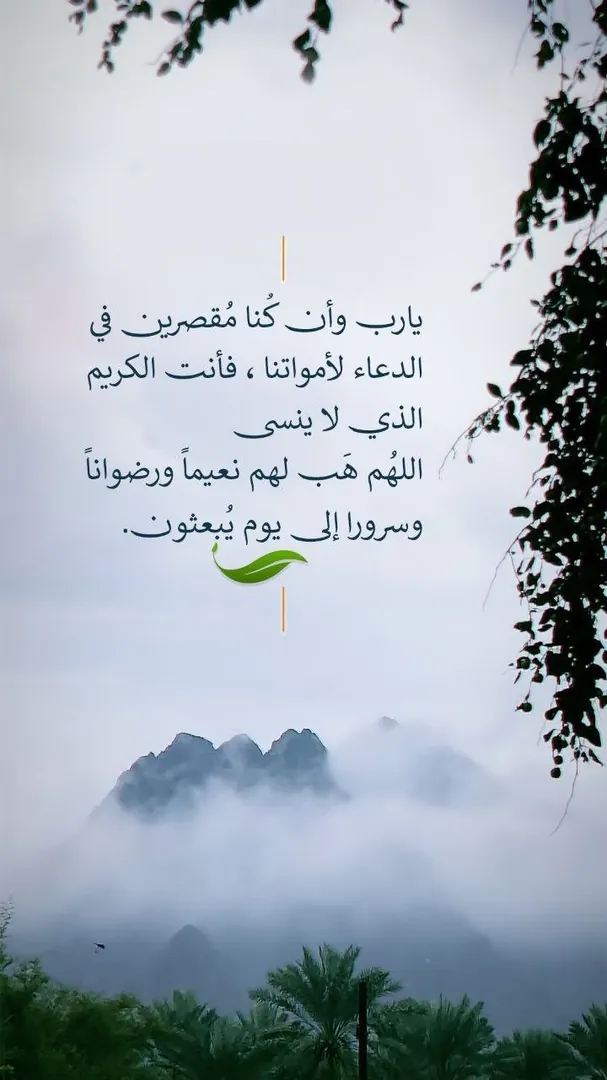 يارب وأن كُنا مُقصرين في
الدعاء لأمواتنا ، فأنت الكريم
الذي لا ينسى
اللهُم هَب لهم نعيماً ورضواناً
وسرورا إلى يوم يُبعثون.